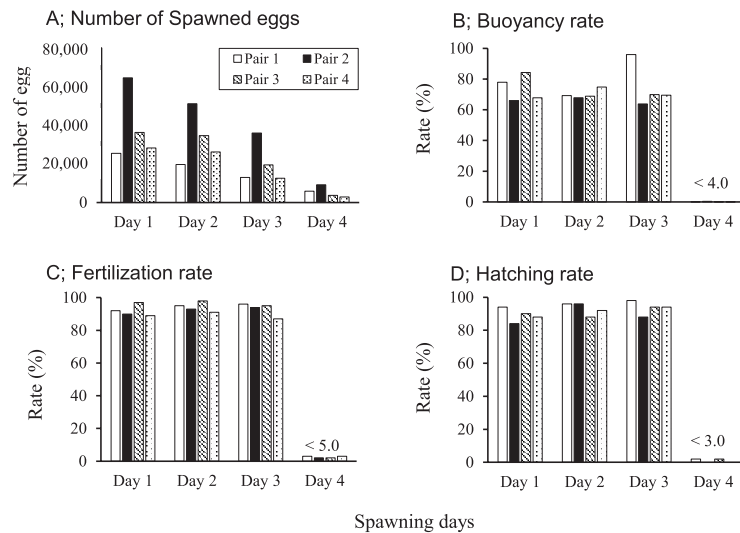 A; Number of Spawned eggs
80,000
60,000
40,000
20,000
0
Number of egg
Pair 1 Pair 2
Pair 3 Pair 4
Day 1 Day 2 Day 3 Day 4
B; Buoyancy rate
100
80
60
40
20
0
Rate (%)
< 4.0
Day 1 Day 2 Day 3 Day 4
C; Fertilization rate
100
80
60
40
20
0
Rate (%)
< 5.0
Day 1 Day 2 Day 3 Day 4
D; Hatching rate
100
80
60
40
20
0
Rate (%)
< 3.0
Day 1 Day 2 Day 3 Day 4
Spawning days